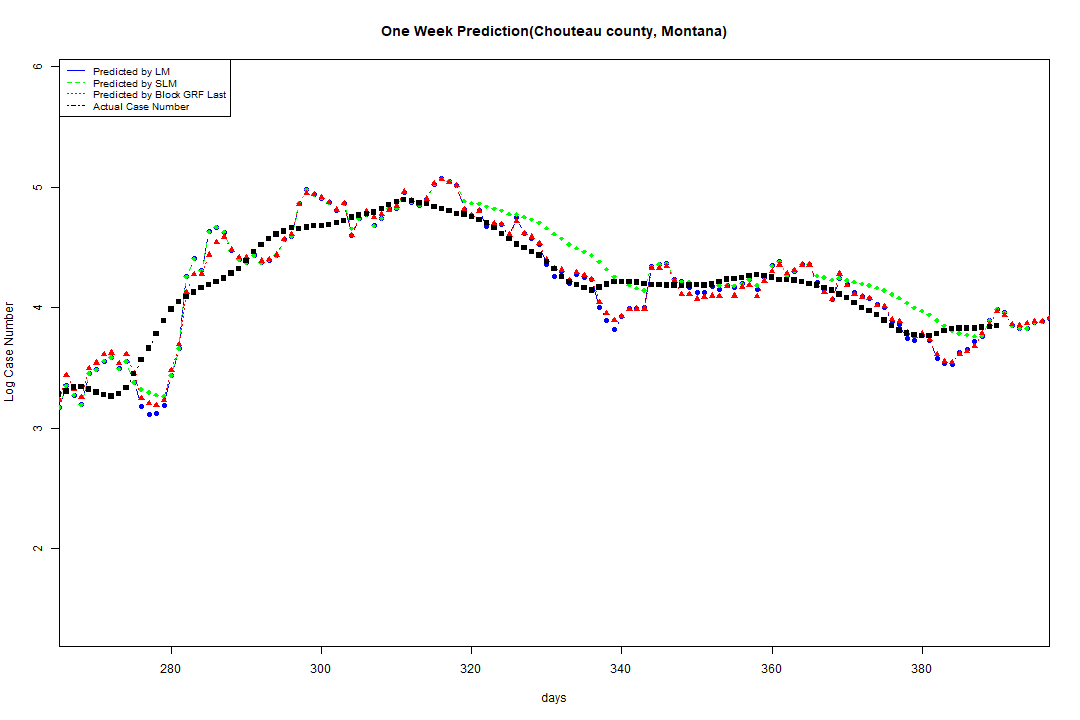 One Week Prediction(Chouteau county, Montana)
Predicted by LM
Predicted by SLM
Predicted by Block GRF Last
Actual Case Number
6
5
4
3
2
Log Case Number
280 300 320 340 360 380
days